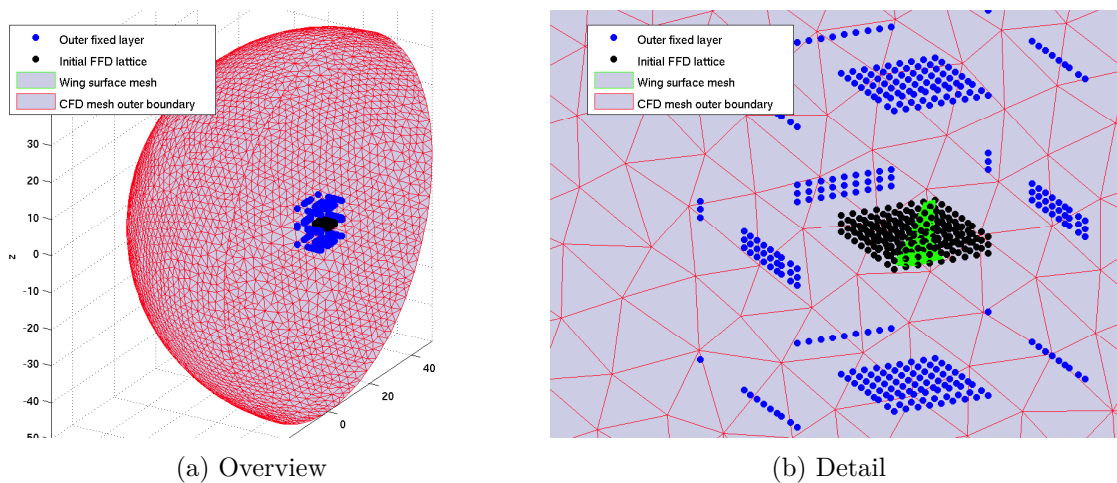 Outer fixed layer
Initial FFD lattice
Wing surface mesh
CFD mesh outer boundary
30
20
10
0
-10
-20
-30
-40
-50
z
0
20
40
(a) Overview
Outer fixed layer
Initial FFD lattice
Wing surface mesh
CFD mesh outer boundary
(b) Detail